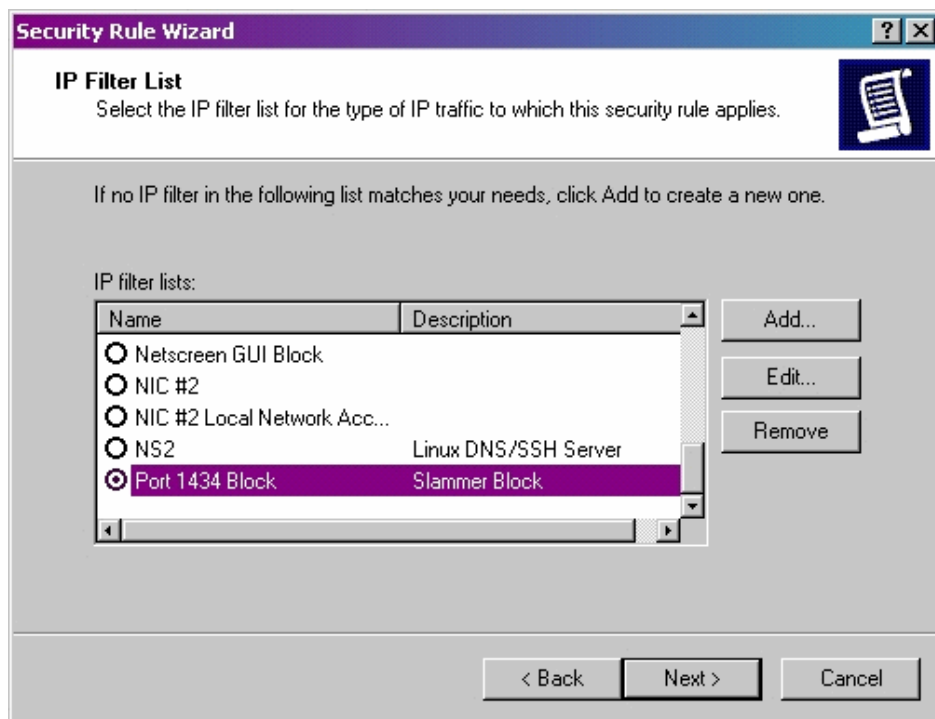 Security Rule Wizard
IP Filter List
Select the IP filter list for the type of IP traffic to which this security rule applies.
If no IP filter in the following list matches your needs, click Add to create a new one.
IP filter lists:
Name Description
Netscreen GUI Block
NIC #2
NIC #2 Local Network Acc...
NS2 Linux DNS/SSH Server
Port 1434 Block Slammer Block
Add...
Edit...
Remove
< Back Next > Cancel